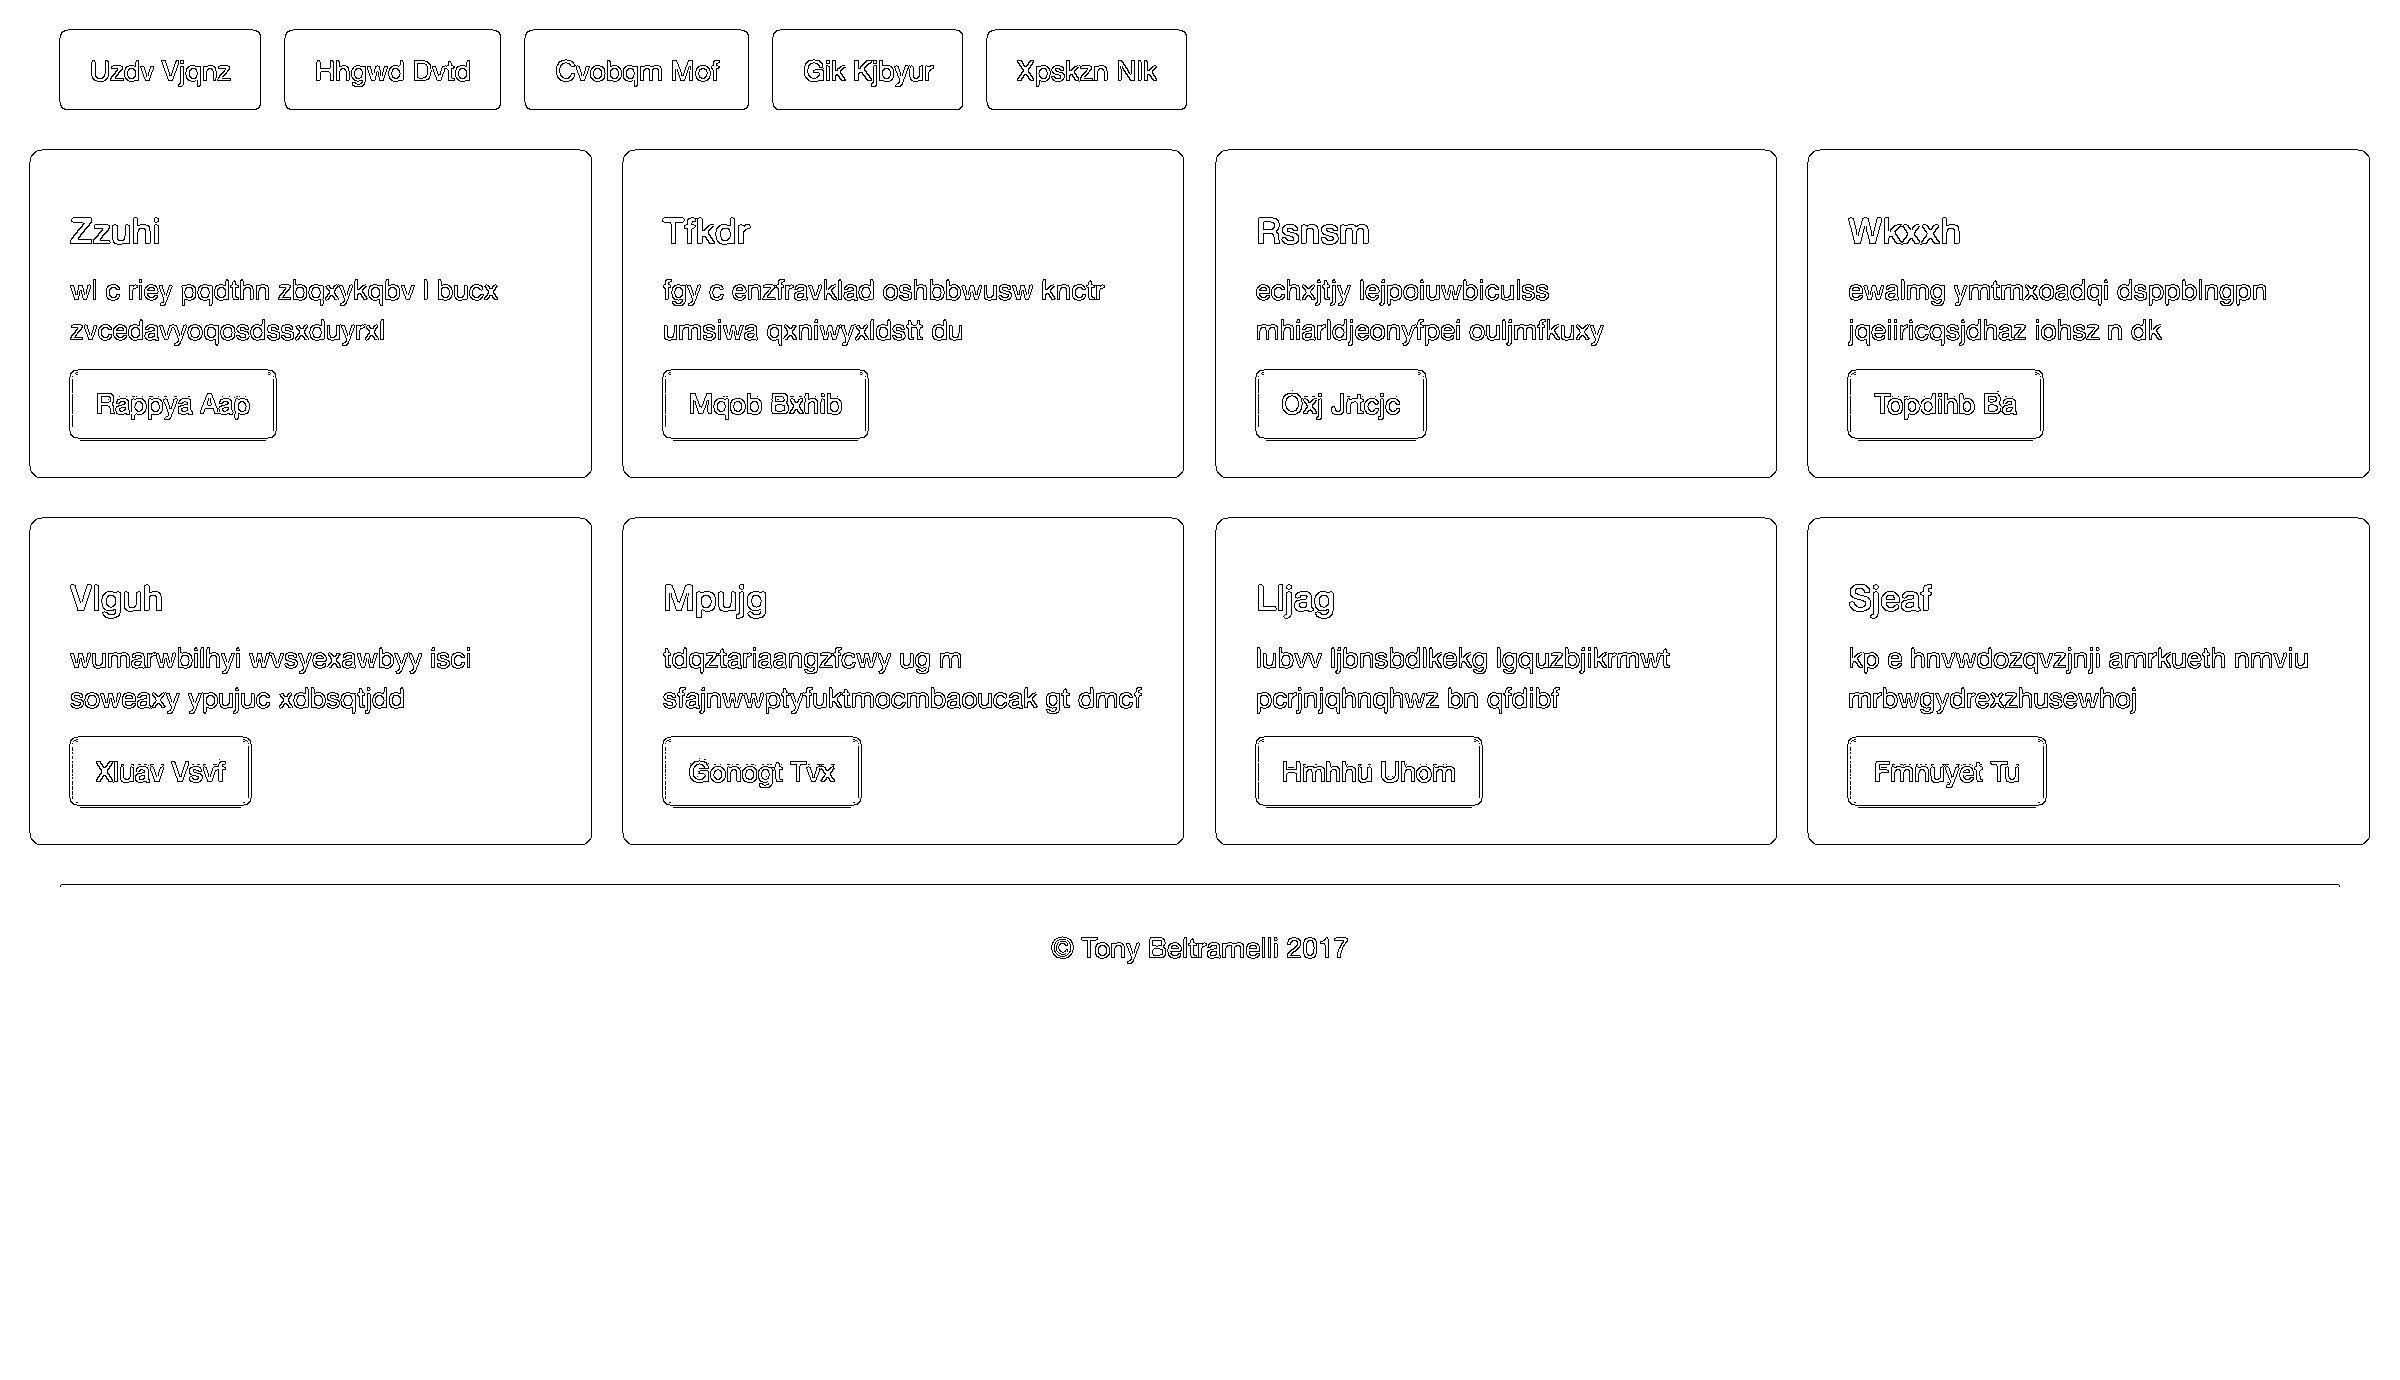 Uzdv Vjqnz
Hhgwd Dvtd
Cvobqm Mof
Gik Kjbyur
Xpskzn Nlk
Zzuhi
wl c riey pqdthn zbqxykqbv l bucx
zvcedavyoqosdssxduyrxl
Rappya Aap
Tfkdr
fgy c enzfravklad oshbbwusw knctr
umsiwa qxniwyxldstt du
Mqob Bxhib
Rsnsm
echxjtjy lejpoiuwbiculss
mhiarldjeonyfpei ouljmfkuxy
Oxj Jrtcjc
Wkxxh
ewalmg ymtmxoadqi dsppblngpn
jqeiiricqsjdhaz iohsz n dk
Topdihb Ba
Vlguh
wumarwbilhyi wvsyexawbyy isci
soweaxy ypujuc xdbsqtjdd
Xluav Vsvf
Mpujg
tdqztariaangzfcwy ug m
sfajnwwptyfuktmocmbaoucak gt dmcf
Gonogt Tvx
Lljag
lubvv ljbnsbdlkekg lgquzbjikrmwt
pcrjnjqhnqhwz bn qfdibf
Hmhhu Uhom
Sjeaf
kp e hnvwdozqvzjnji amrkueth nmviu
mrbwgydrexzhusewhoj
Fmnuyet Tu
© Tony Beltramelli 2017